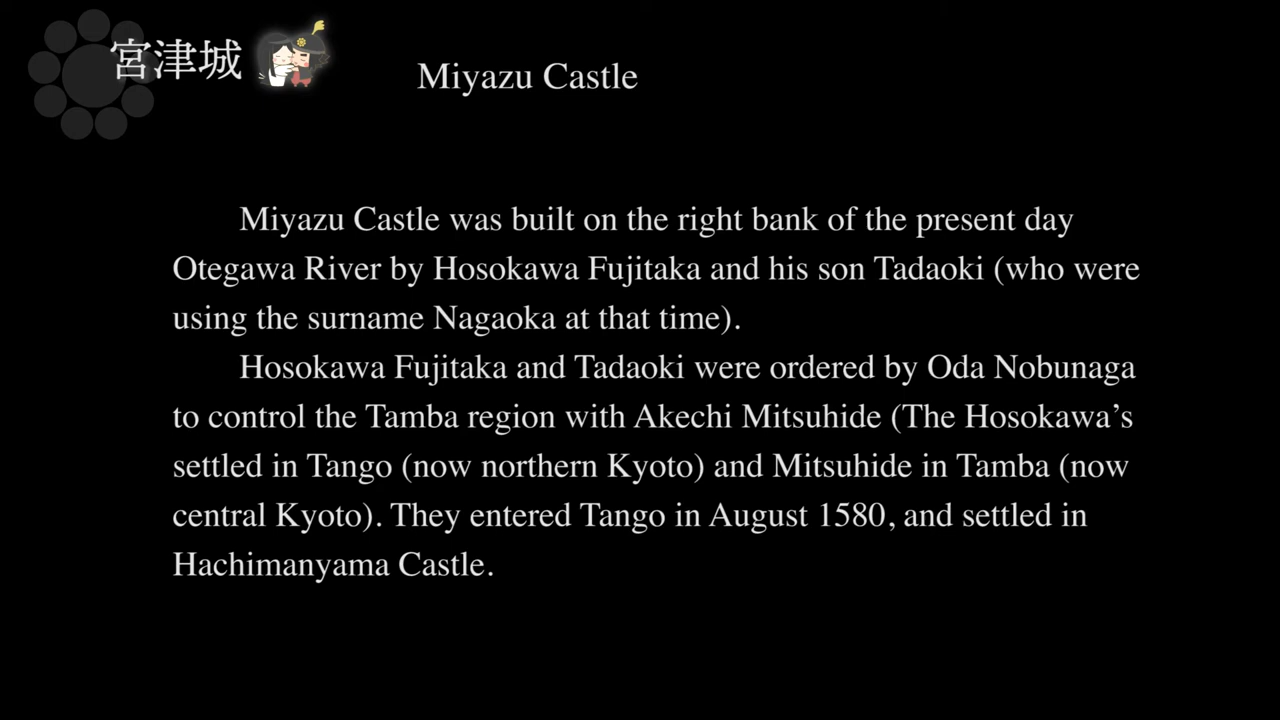 宮津城
Miyazu Castle
Miyazu Castle was built on the right bank of the present day
Otegawa River by Hosokawa Fujitaka and his son Tadaoki (who were
using the surname Nagaoka at that time).
Hosokawa Fujitaka and Tadaoki were ordered by Oda Nobunaga
to control the Tamba region with Akechi Mitsuhide (The Hosokawa’s
settled in Tango (now northern Kyoto) and Mitsuhide in Tamba (now
central Kyoto). They entered Tango in August 1580, and settled in
Hachimanyama Castle.